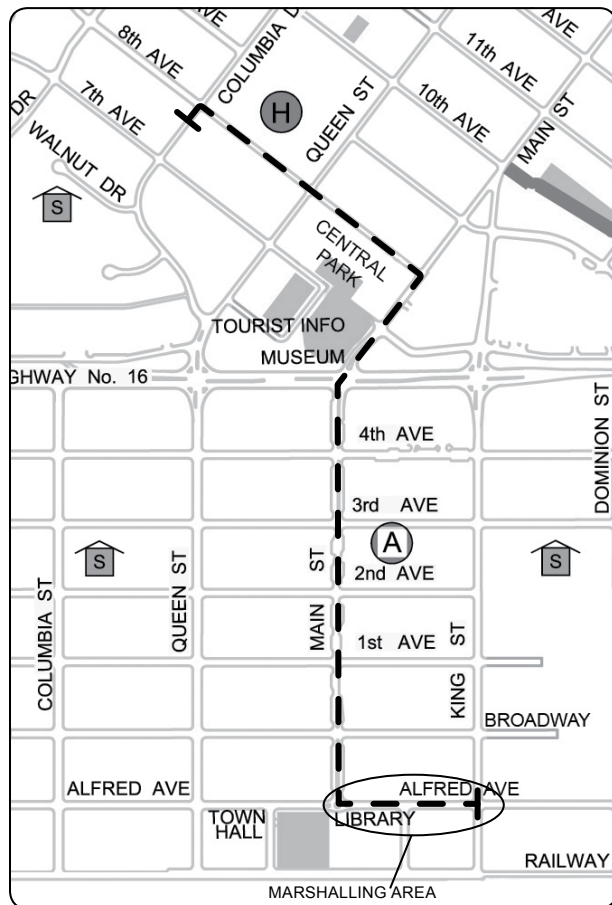 8th AVE
COLUMBIA D
11th AVE
7th AVE
H
QUEEN ST
10th AVE
MAIN ST
DR
WALNUT DR
S
CENTRAL
PARK
TOURIST INFO
MUSEUM
GHWAY No. 16
4th AVE
DOMINION ST
3rd AVE
A
S
ST
2nd AVE
S
COLUMBIA ST
QUEEN ST
MAIN
1st AVE
ST
KING
BROADWAY
ALFRED AVE
ALFRED AVE
TOWN
HALL
LIBRARY
RAILWAY
MARSHALLING AREA